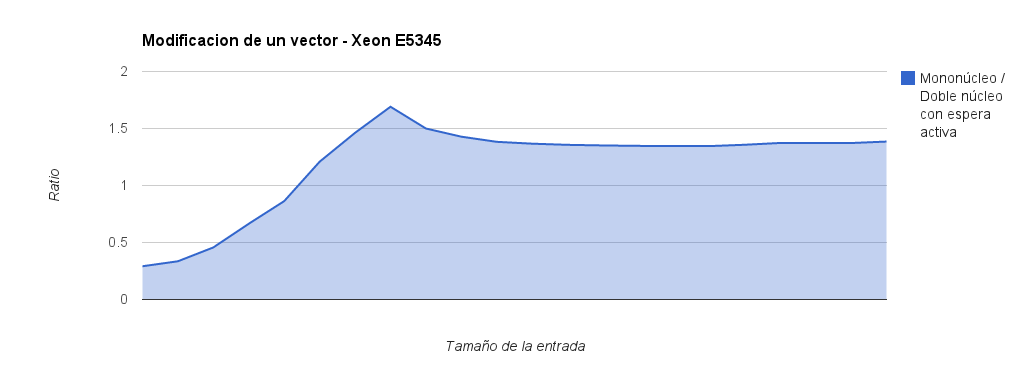 Modificacion de un vector - Xeon E5345
2
1.5
1
0.5
0
Ratio
Tamaño de la entrada
Mononúcleo /
Doble núcleo
con espera
activa